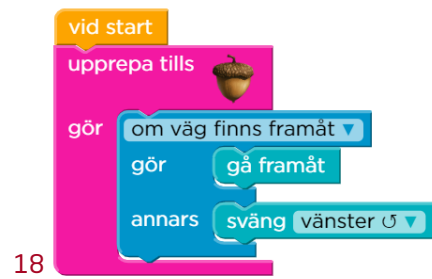 vid start
upprepa tills
gör om väg finns framåt ▼
gör gå framåt
annars sväng vänster ↺ ▼
18